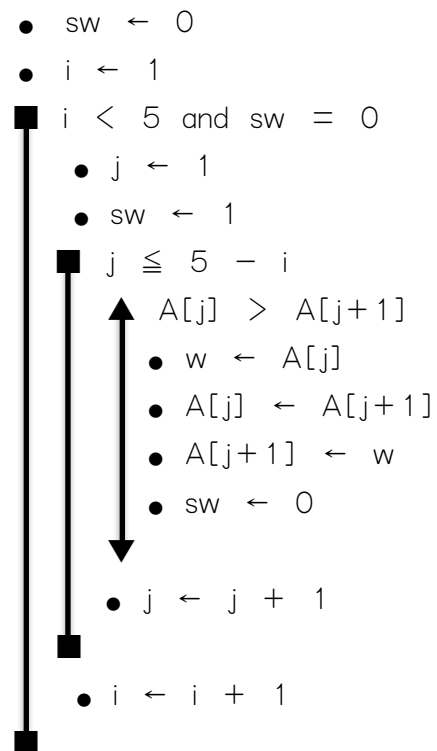 • sw ← 0
• i ← 1
i < 5 and sw = 0
• j ← 1
• sw ← 1
j ≦ 5 − i
A[j] > A[j+1]
• w ← A[j]
• A[j] ← A[j+1]
• A[j+1] ← w
• sw ← 0
• j ← j + 1
• i ← i + 1